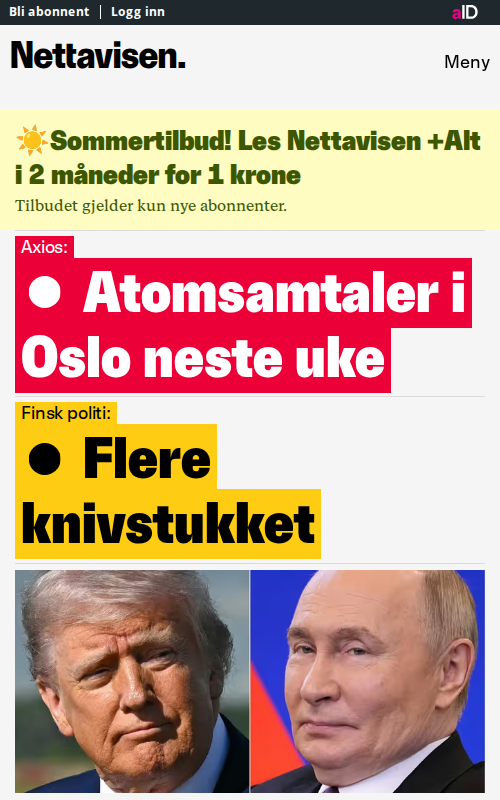 Bli abonnent | Logg inn
aID
Nettavisen.
Meny
☀️Sommertilbud! Les Nettavisen +Alt
i 2 måneder for 1 krone
Tilbudet gjelder kun nye abonnenter.
Axios:
● Atomsamtaler i
Oslo neste uke
Finsk politi:
● Flere
knivstukket